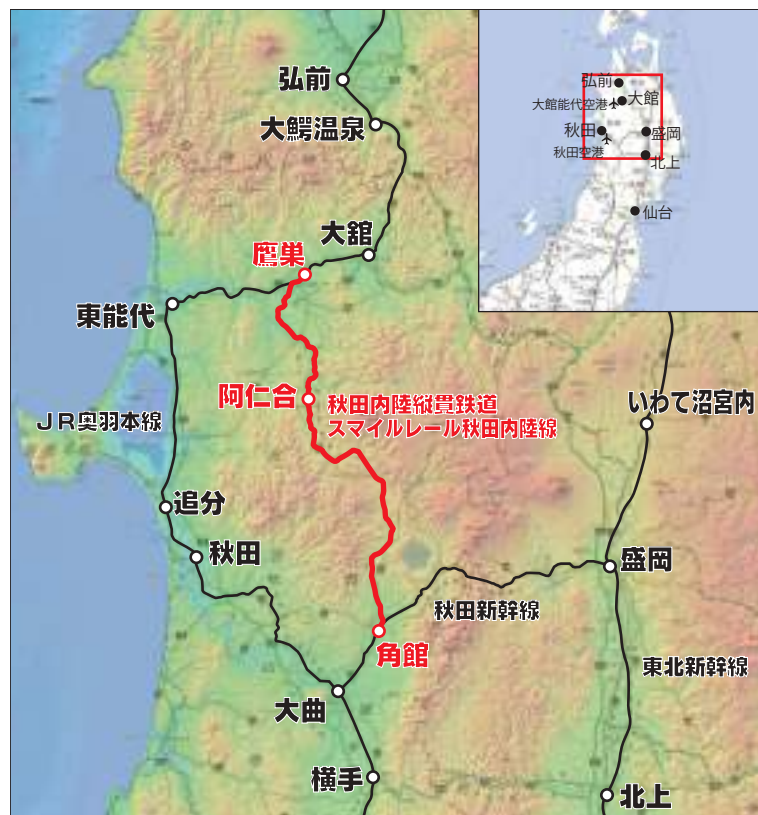 弘前
大鰐温泉
大舘
鷹巣
東能代
阿仁合
秋田内陸縦貫鉄道
スマイルレール秋田内陸線
ＪＲ奥羽本線
追分
秋田
いわて沼宮内
盛岡
秋田新幹線
角館
東北新幹線
大曲
横手
北上
弘前
大館能代空港
大館
秋田
盛岡
秋田空港
北上
仙台